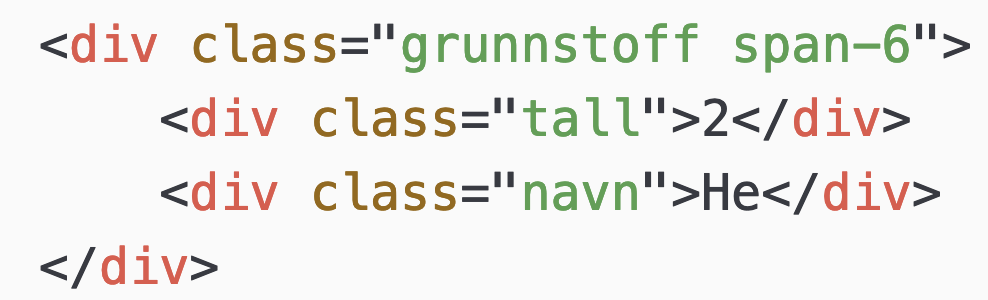 <div class="grunnstoff span-6">
    <div class="tall">2</div>
    <div class="navn">He</div>
</div>